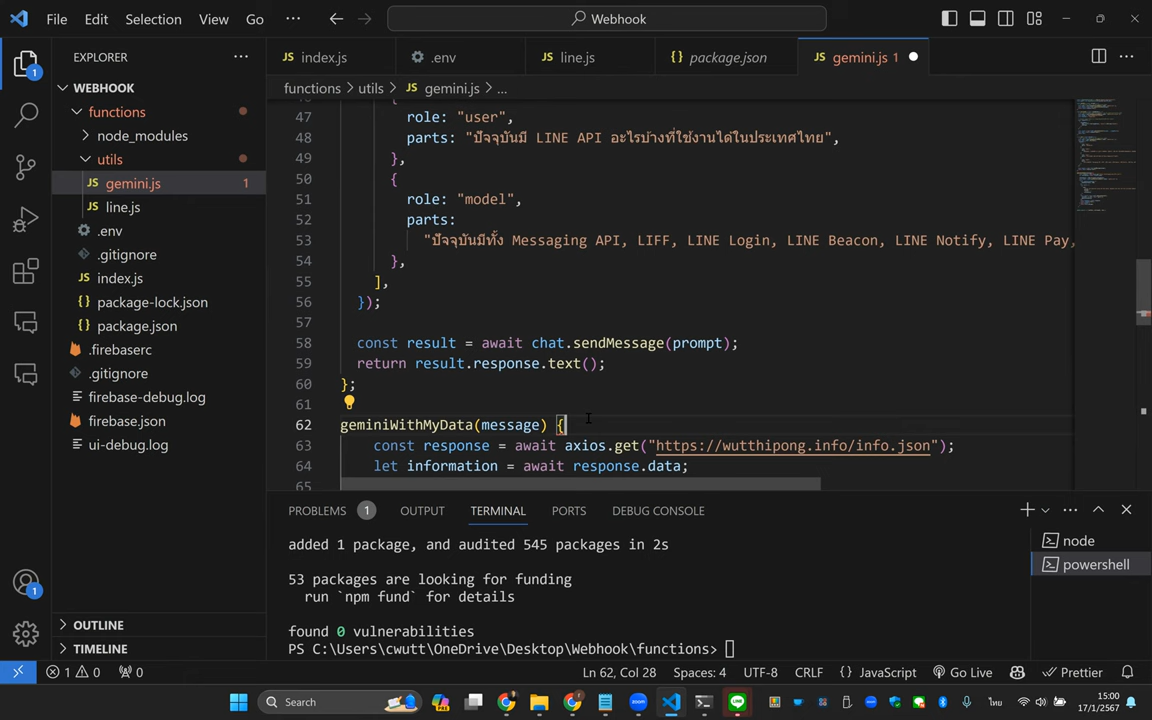 File Edit Selection View Go ··· Webhook
EXPLORER ···
index.js .env line.js package.json gemini.js 1
functions > utils > gemini.js > ...
WEBHOOK
functions
node_modules
utils
gemini.js 1
line.js
.env
.gitignore
index.js
package-lock.json
package.json
.firebaserc
.gitignore
firebase-debug.log
firebase.json
ui-debug.log
OUTLINE
TIMELINE
47 role: "user",
48 parts: "ปัจจุบันมี LINE API อะไรบ้างที่ใช้งานได้ในประเทศไทย",
49 },
50 {
51 role: "model",
52 parts:
53 "ปัจจุบันมีทั้ง Messaging API, LIFF, LINE Login, LINE Beacon, LINE Notify, LINE Pay,
54 },
55 ],
56 });
57
58 const result = await chat.sendMessage(prompt);
59 return result.response.text();
60 };
61
62 geminiWithMyData(message) {
63 const response = await axios.get("https://wutthipong.info/info.json");
64 let information = await response.data;
65
PROBLEMS 1 OUTPUT TERMINAL PORTS DEBUG CONSOLE
added 1 package, and audited 545 packages in 2s
53 packages are looking for funding
run `npm fund` for details
found 0 vulnerabilities
PS C:\Users\cwutt\OneDrive\Desktop\Webhook\functions>
node
powershell
1 0 0 Ln 62, Col 28 Spaces: 4 UTF-8 CRLF {} JavaScript Go Live Prettier
Search ไทย 15:00
17/1/2567